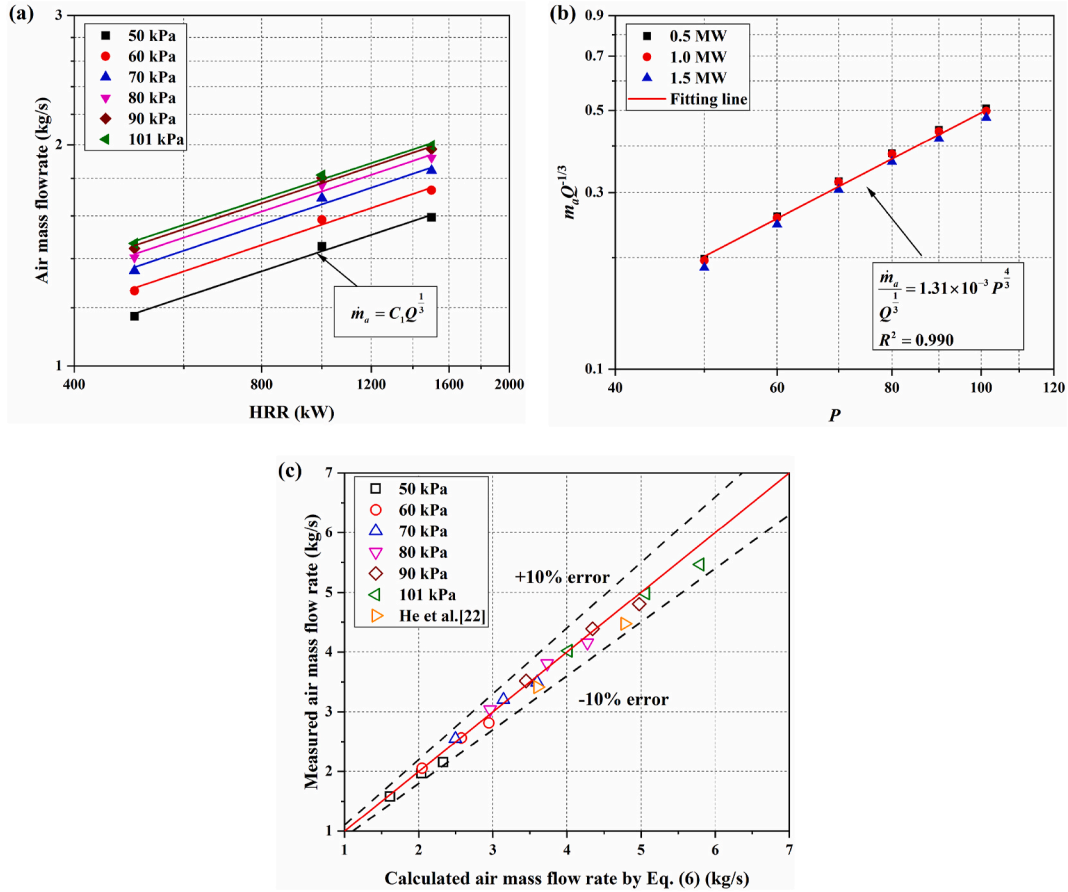 (a)
3
2
1
Air mass flowrate (kg/s)
50 kPa
60 kPa
70 kPa
80 kPa
90 kPa
101 kPa
ṁₐ = C₁Q^{1/3}
400 800 1200 1600 2000
HRR (kW)
(b)
0.9
0.7
0.5
0.3
0.1
mₐQ^{-1/3}
0.5 MW
1.0 MW
1.5 MW
Fitting line
ṁₐ/Q^{1/3} = 1.31×10⁻³ P^{4/3}
R² = 0.990
40 60 80 100 120
P
(c)
7
6
5
4
3
2
1
Measured air mass flow rate (kg/s)
50 kPa
60 kPa
70 kPa
80 kPa
90 kPa
101 kPa
He et al.[22]
+10% error
-10% error
1 2 3 4 5 6 7
Calculated air mass flow rate by Eq. (6) (kg/s)